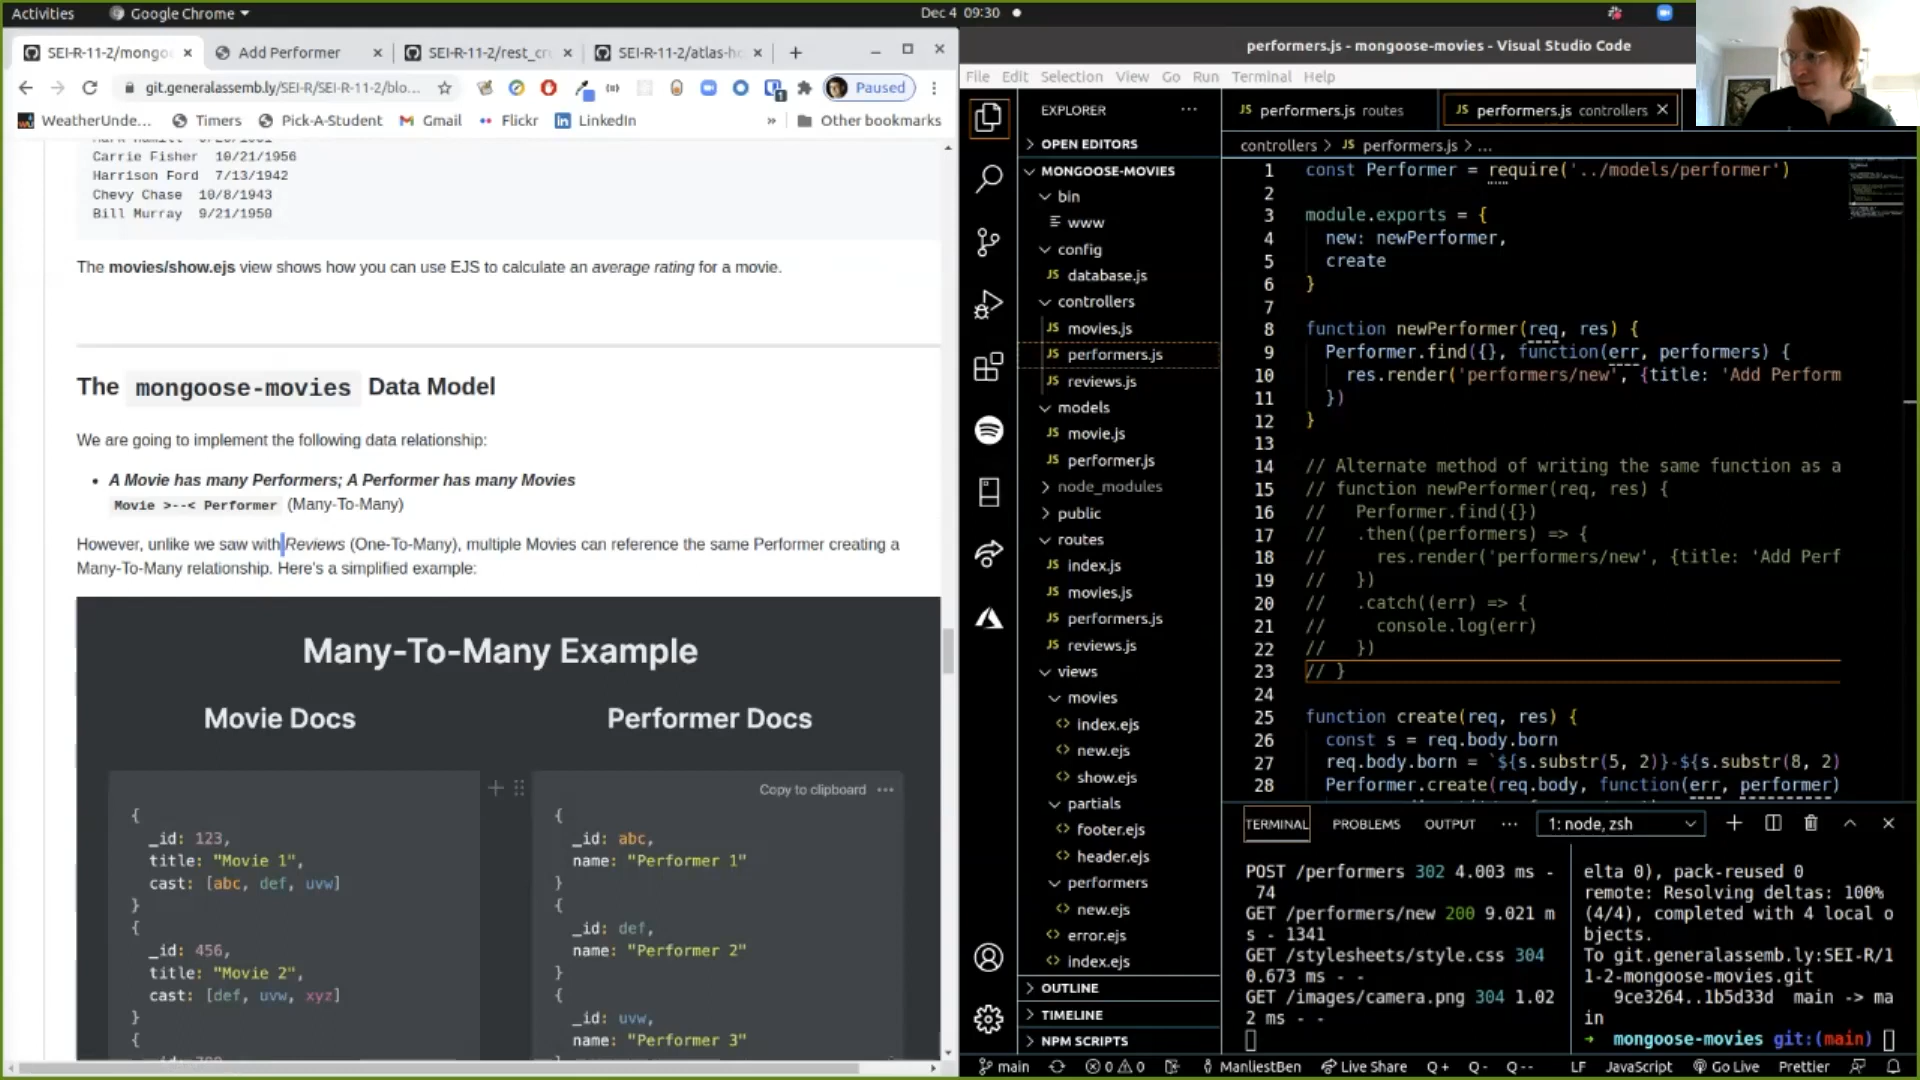 Activities
Google Chrome
Dec 4 09:30
SEI-R-11-2/mongo
Add Performer
SEI-R-11-2/rest_cr
SEI-R-11-2/atlas-h
git.generalassemb.ly/SEI-R/SEI-R-11-2/blo...
Paused
WeatherUnde...
Timers
Pick-A-Student
Gmail
Flickr
LinkedIn
»
Other bookmarks
Carrie Fisher 10/21/1956
Harrison Ford 7/13/1942
Chevy Chase 10/8/1943
Bill Murray 9/21/1950
The movies/show.ejs view shows how you can use EJS to calculate an average rating for a movie.
The mongoose-movies Data Model
We are going to implement the following data relationship:
• A Movie has many Performers; A Performer has many Movies
Movie >--< Performer (Many-To-Many)
However, unlike we saw with Reviews (One-To-Many), multiple Movies can reference the same Performer creating a
Many-To-Many relationship. Here's a simplified example:
Many-To-Many Example
Movie Docs
{
_id: 123,
title: "Movie 1",
cast: [abc, def, uvw]
}
{
_id: 456,
title: "Movie 2",
cast: [def, uvw, xyz]
}
{
Performer Docs
Copy to clipboard
{
_id: abc,
name: "Performer 1"
}
{
_id: def,
name: "Performer 2"
}
{
_id: uvw,
name: "Performer 3"
performers.js - mongoose-movies - Visual Studio Code
File Edit Selection View Go Run Terminal Help
EXPLORER
OPEN EDITORS
MONGOOSE-MOVIES
bin
www
config
database.js
controllers
movies.js
performers.js
reviews.js
models
movie.js
performer.js
node_modules
public
routes
index.js
movies.js
performers.js
reviews.js
views
movies
index.ejs
new.ejs
show.ejs
partials
footer.ejs
header.ejs
performers
new.ejs
error.ejs
index.ejs
OUTLINE
TIMELINE
NPM SCRIPTS
JS performers.js routes
JS performers.js controllers
controllers > JS performers.js > ...
1 const Performer = require('../models/performer')
2
3 module.exports = {
4 new: newPerformer,
5 create
6 }
7
8 function newPerformer(req, res) {
9 Performer.find({}, function(err, performers) {
10 res.render('performers/new', {title: 'Add Perform
11 })
12 }
13
14 // Alternate method of writing the same function as a
15 // function newPerformer(req, res) {
16 // Performer.find({})
17 // .then((performers) => {
18 // res.render('performers/new', {title: 'Add Perf
19 // })
20 // .catch((err) => {
21 // console.log(err)
22 // })
23 // }
24
25 function create(req, res) {
26 const s = req.body.born
27 req.body.born = `${s.substr(5, 2)}-${s.substr(8, 2)
28 Performer.create(req.body, function(err, performer)
TERMINAL PROBLEMS OUTPUT ... 1: node, zsh
POST /performers 302 4.003 ms -
74
GET /performers/new 200 9.021 m
s - 1341
GET /stylesheets/style.css 304
0.673 ms - -
GET /images/camera.png 304 1.02
2 ms - -
elta 0), pack-reused 0
remote: Resolving deltas: 100%
(4/4), completed with 4 local o
bjects.
To git.generalassemb.ly:SEI-R/1
1-2-mongoose-movies.git
9ce3264..1b5d33d main -> ma
in
➜ mongoose-movies git:(main)
main
0 0
ManliestBen
Live Share
Q+
Q-
Q--
LF
JavaScript
Go Live
Prettier